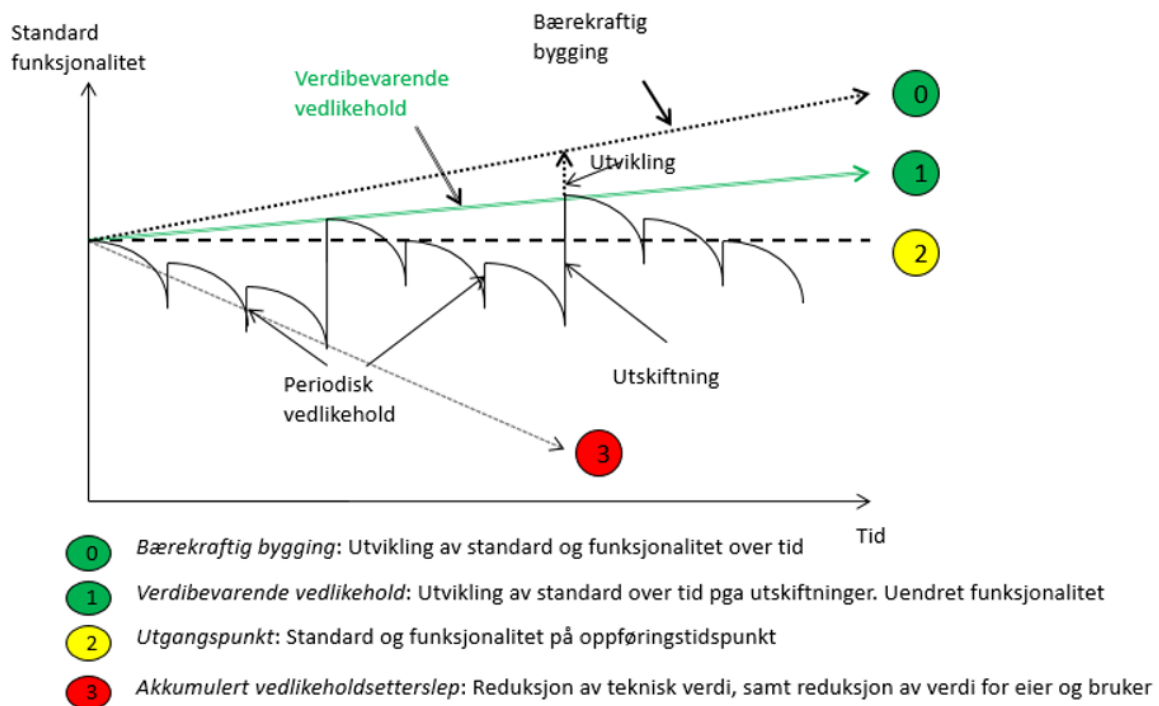 Standard
funksjonalitet
Bærekraftig
bygging
Verdibevarende
vedlikehold
0
Utvikling
1
2
Periodisk
vedlikehold
Utskiftning
3
Tid
0 Bærekraftig bygging: Utvikling av standard og funksjonalitet over tid
1 Verdibevarende vedlikehold: Utvikling av standard over tid pga utskiftninger. Uendret funksjonalitet
2 Utgangspunkt: Standard og funksjonalitet på oppføringstidspunkt
3 Akkumulert vedlikeholdsetterslep: Reduksjon av teknisk verdi, samt reduksjon av verdi for eier og bruker